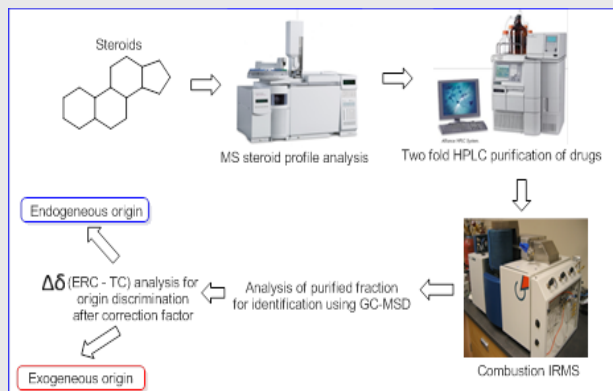 Steroids
MS steroid profile analysis
Two fold HPLC purification of drugs
Combustion IRMS
Analysis of purified fraction
for identification using GC-MSD
Δδ (ERC - TC) analysis for
origin discrimination
after correction factor
Endogeneous origin
Exogeneous origin